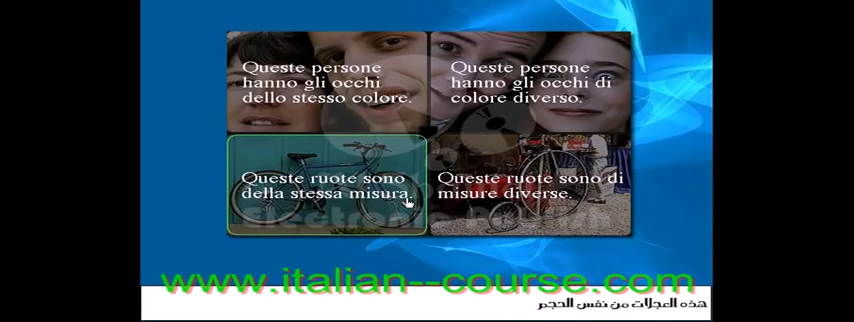 Queste persone
hanno gli occhi
dello stesso colore.
Queste persone
hanno gli occhi di
colore diverso.
Queste ruote sono
della stessa misura.
Queste ruote sono di
misure diverse.
www.italian--course.com
هذه العجلات من نفس الحجم